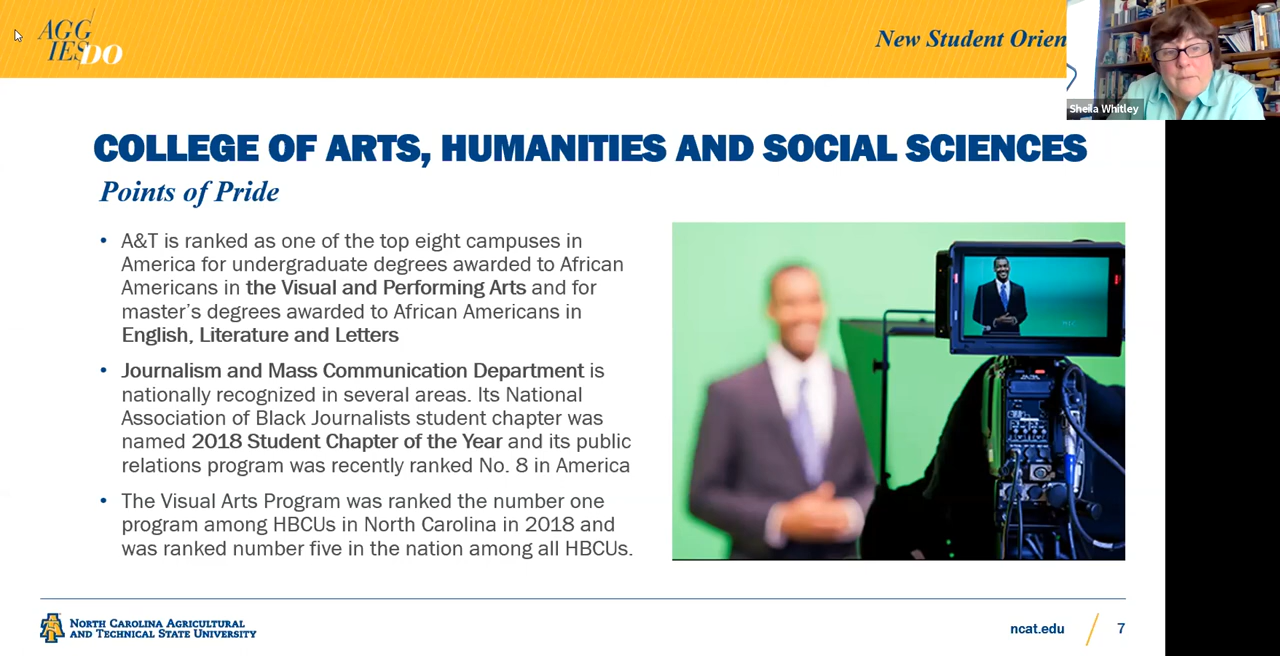 AGG
IES DO
New Student Orien
Sheila Whitley
COLLEGE OF ARTS, HUMANITIES AND SOCIAL SCIENCES
Points of Pride
• A&T is ranked as one of the top eight campuses in
America for undergraduate degrees awarded to African
Americans in the Visual and Performing Arts and for
master’s degrees awarded to African Americans in
English, Literature and Letters
• Journalism and Mass Communication Department is
nationally recognized in several areas. Its National
Association of Black Journalists student chapter was
named 2018 Student Chapter of the Year and its public
relations program was recently ranked No. 8 in America
• The Visual Arts Program was ranked the number one
program among HBCUs in North Carolina in 2018 and
was ranked number five in the nation among all HBCUs.
North Carolina Agricultural
and Technical State University
ncat.edu
7